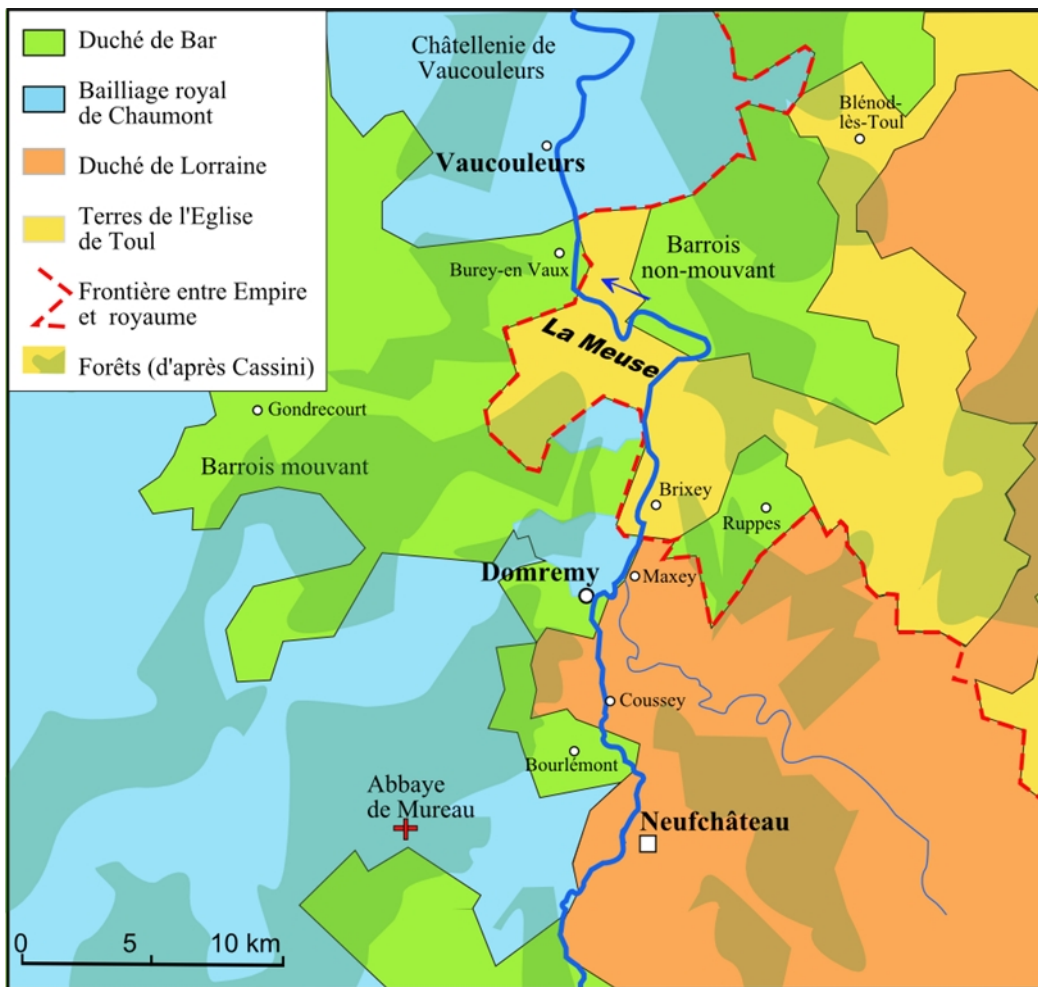 Duché de Bar
Bailliage royal
de Chaumont
Duché de Lorraine
Terres de l'Eglise
de Toul
Frontière entre Empire
et royaume
Forêts (d'après Cassini)
Châtellenie de
Vaucouleurs
Blénod-
lès-Toul
Vaucouleurs
Burey-en Vaux
Barrois
non-mouvant
La Meuse
Gondrecourt
Barrois mouvant
Brixey
Ruppes
Domremy
Maxey
Coussey
Bourlémont
Abbaye
de Mureau
Neufchâteau
0 5 10 km